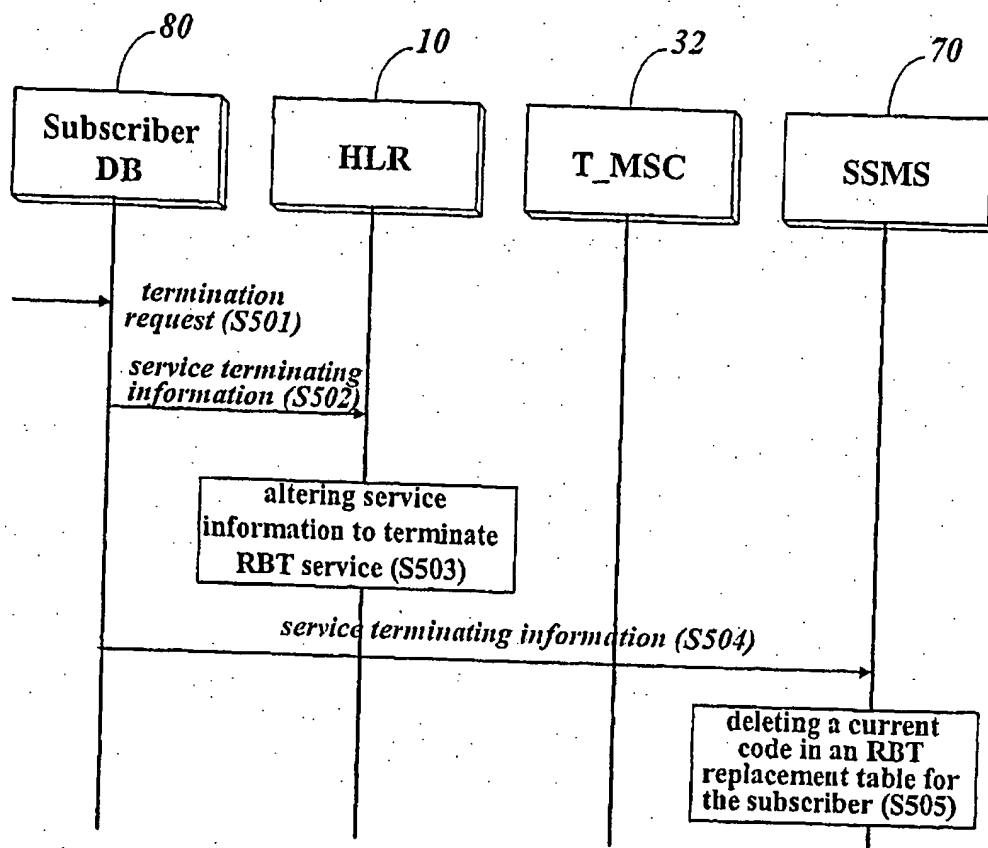 80
10
32
70
Subscriber
DB
HLR
T_MSC
SSMS
termination
request (S501)
service terminating
information (S502)
altering service
information to terminate
RBT service (S503)
service terminating information (S504)
deleting a current
code in an RBT
replacement table for
the subscriber (S505)